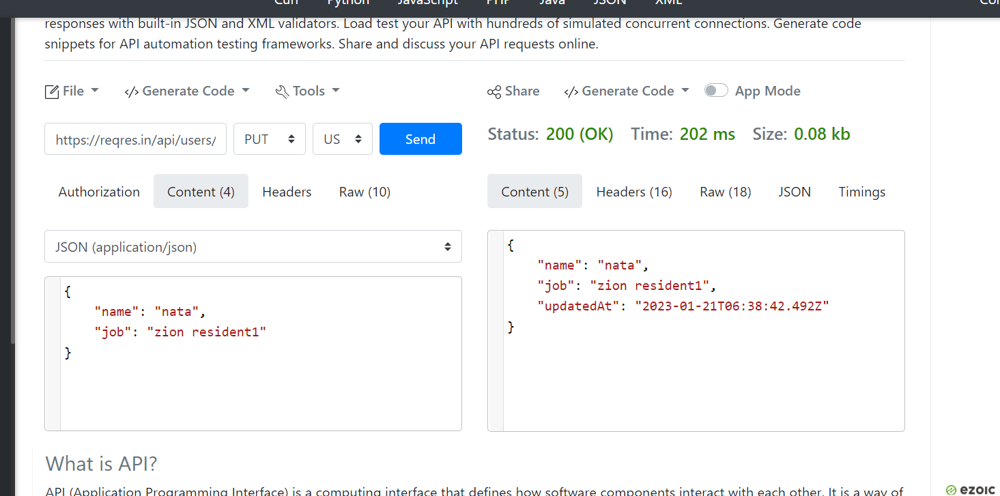 Curl Python JavaScript PHP Java JSON XML
responses with built-in JSON and XML validators. Load test your API with hundreds of simulated concurrent connections. Generate code
snippets for API automation testing frameworks. Share and discuss your API requests online.
File </> Generate Code Tools
Share </> Generate Code App Mode
https://reqres.in/api/users/ PUT US Send
Status: 200 (OK) Time: 202 ms Size: 0.08 kb
Authorization Content (4) Headers Raw (10)
Content (5) Headers (16) Raw (18) JSON Timings
JSON (application/json)
{
"name": "nata",
"job": "zion resident1"
}
{
"name": "nata",
"job": "zion resident1",
"updatedAt": "2023-01-21T06:38:42.492Z"
}
What is API?
API (Application Programming Interface) is a computing interface that defines how software components interact with each other. It is a way of
ezoic